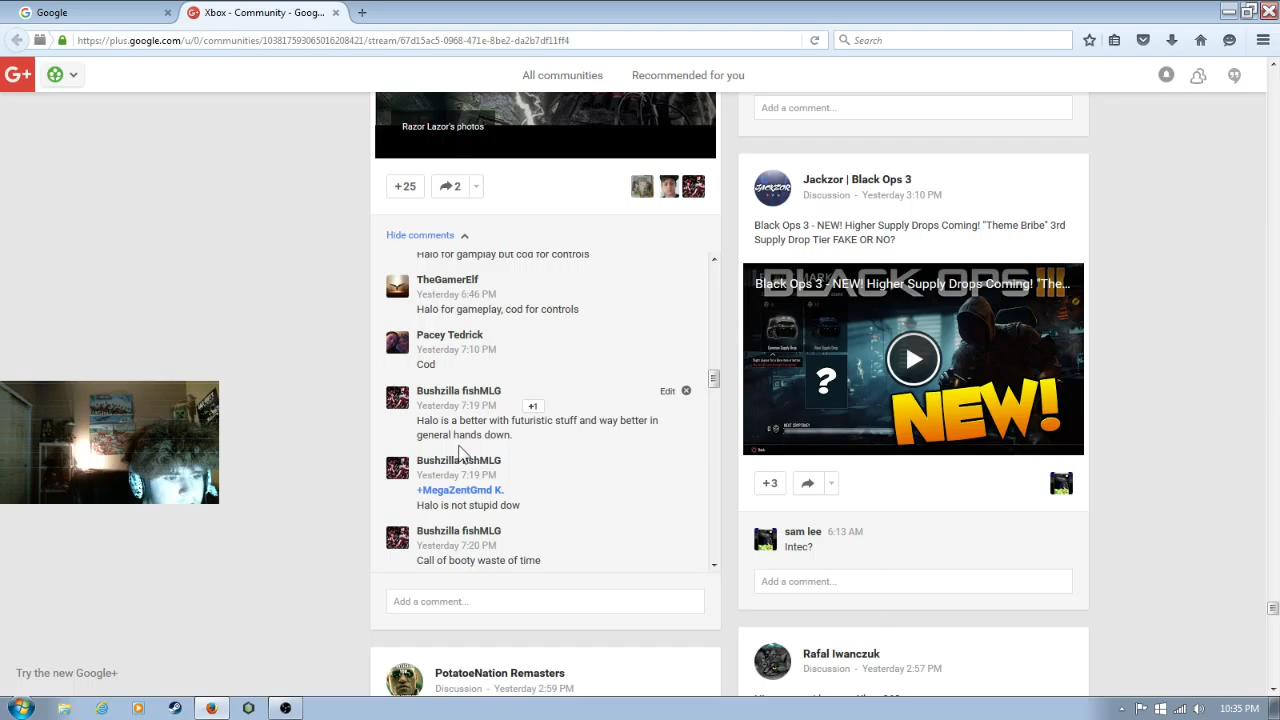 Google
Xbox - Community - Goog...
https://plus.google.com/u/0/communities/103817593065016208421/stream/67d15ac5-0968-471e-8be2-da2b7df11ff4
Search
G+
All communities
Recommended for you
Razor Lazor's photos
+25
2
Hide comments
Halo for gamplay but cod for controls
TheGamerElf
Yesterday 6:46 PM
Halo for gameplay, cod for controls
Pacey Tedrick
Yesterday 7:10 PM
Cod
Bushzilla fishMLG
Edit
Yesterday 7:19 PM
+1
Halo is a better with futuristic stuff and way better in
general hands down.
Bushzilla fishMLG
Yesterday 7:19 PM
+MegaZentGmd K.
Halo is not stupid dow
Bushzilla fishMLG
Yesterday 7:20 PM
Call of booty waste of time
Add a comment...
PotatoeNation Remasters
Discussion - Yesterday 2:59 PM
Add a comment...
Jackzor | Black Ops 3
Discussion - Yesterday 3:10 PM
Black Ops 3 - NEW! Higher Supply Drops Coming! "Theme Bribe" 3rd
Supply Drop Tier FAKE OR NO?
BLACK OPS III
Black Ops 3 - NEW! Higher Supply Drops Coming! "The...
?
NEW!
+3
sam lee 6:13 AM
Intec?
Add a comment...
Rafal Iwanczuk
Discussion - Yesterday 2:57 PM
Try the new Google+
10:35 PM